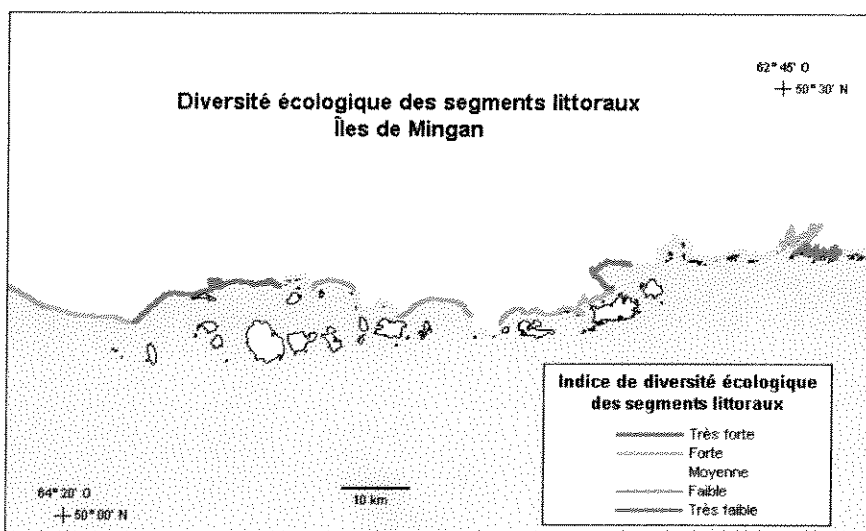 62° 45' O
50° 30' N
Diversité écologique des segments littoraux
Îles de Mingan
Indice de diversité écologique
des segments littoraux
Très forte
Forte
Moyenne
Faible
Très faible
64° 20' O
50° 00' N
10 km